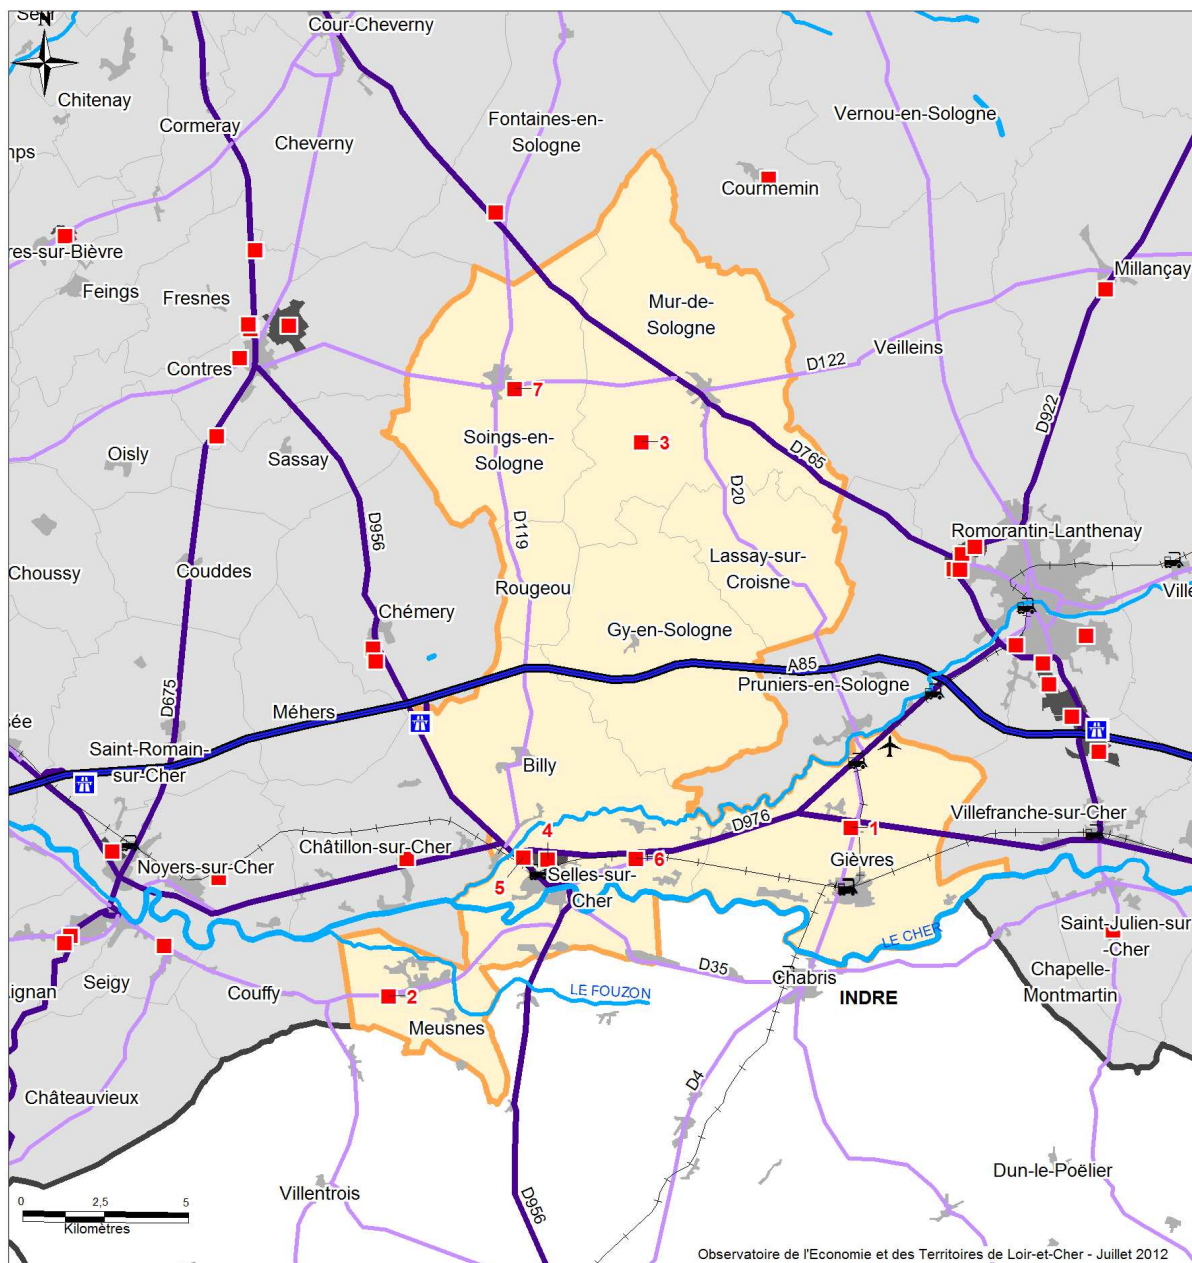 N
Cour-Cheverny
Chitenay
Cormeray
Cheverny
Fontaines-en-
Sologne
Vernou-en-Sologne
Courmemin
res-sur-Bièvre
Feings
Fresnes
Millançay
Mur-de-
Sologne
Veilleins
D122
Contres
7
D922
3
Soings-en-
Sologne
D765
Oisly
Sassay
D20
D956
D119
Romorantin-Lanthenay
Lassay-sur-
Croisne
Choussy
Couddes
Rougeou
Ville
Chémery
Gy-en-Sologne
A85
Pruniers-en-Sologne
D675
Méhers
sée
Saint-Romain-
sur-Cher
Billy
Villefranche-sur-Cher
D976
4
1
Châtillon-sur-Cher
Noyers-sur-Cher
6
Gièvres
5
Selles-sur-
Cher
LE CHER
Saint-Julien-sur
-Cher
D35
Chabris
Chapelle-
Montmartin
Seigy
Couffy
LE FOUZON
INDRE
ignan
2
Meusnes
D4
Châteauvieux
Dun-le-Poëlier
Villentrois
D956
0 2,5 5
Kilomètres
Observatoire de l'Economie et des Territoires de Loir-et-Cher - Juillet 2012